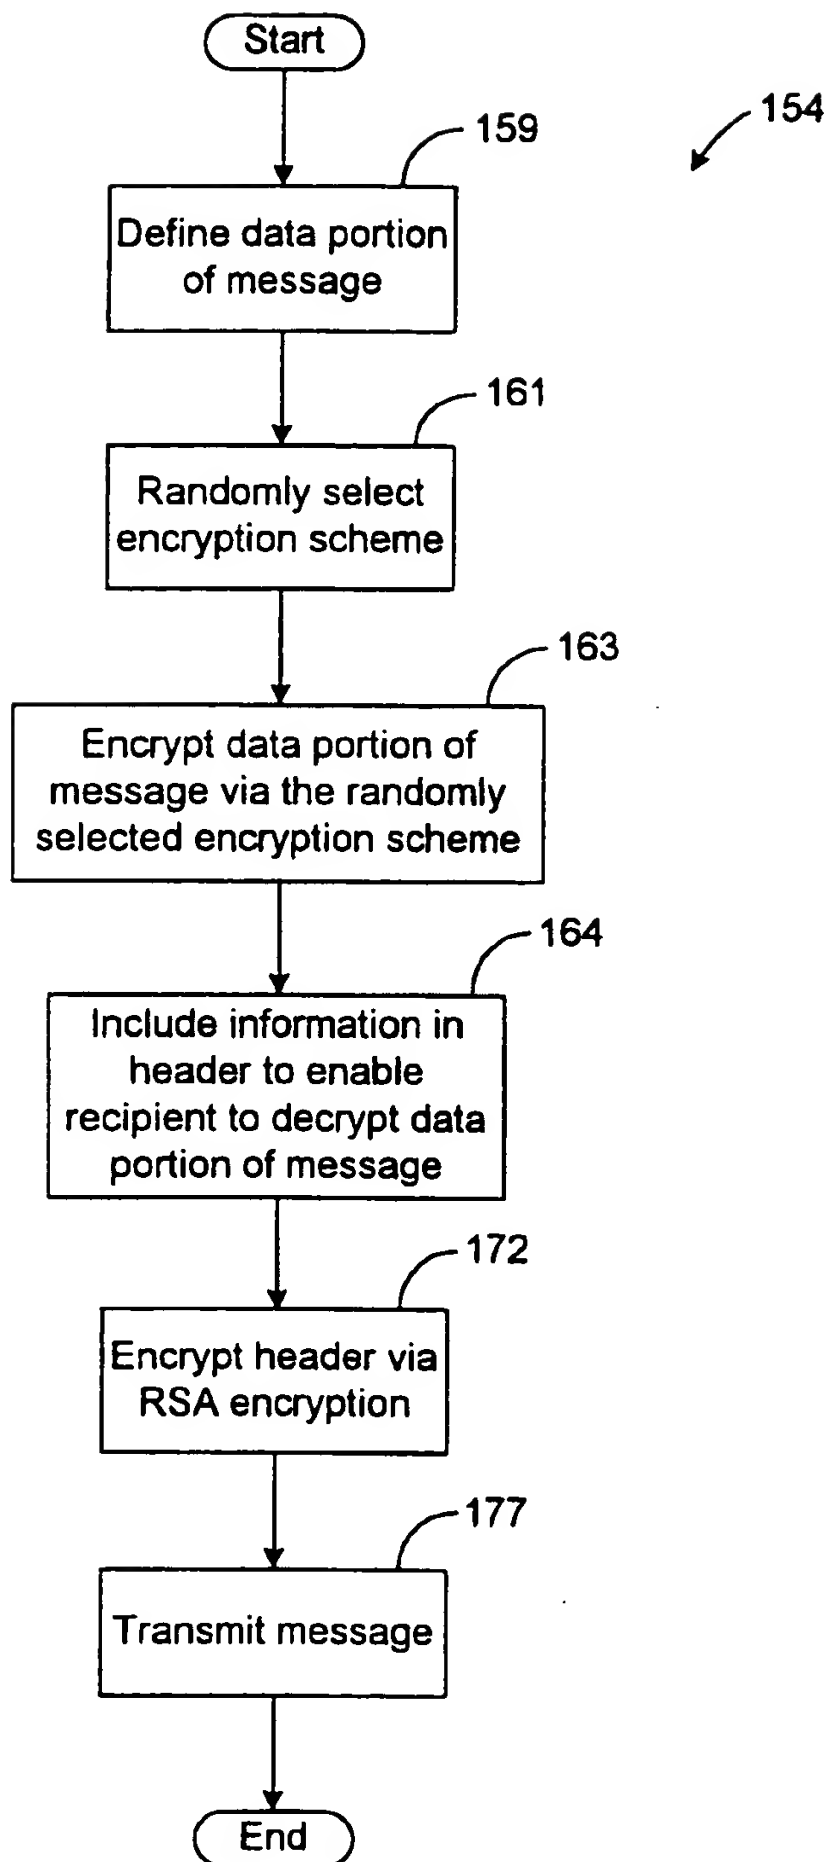 Start
154
159
Define data portion
of message
161
Randomly select
encryption scheme
163
Encrypt data portion of
message via the randomly
selected encryption scheme
164
Include information in
header to enable
recipient to decrypt data
portion of message
172
Encrypt header via
RSA encryption
177
Transmit message
End